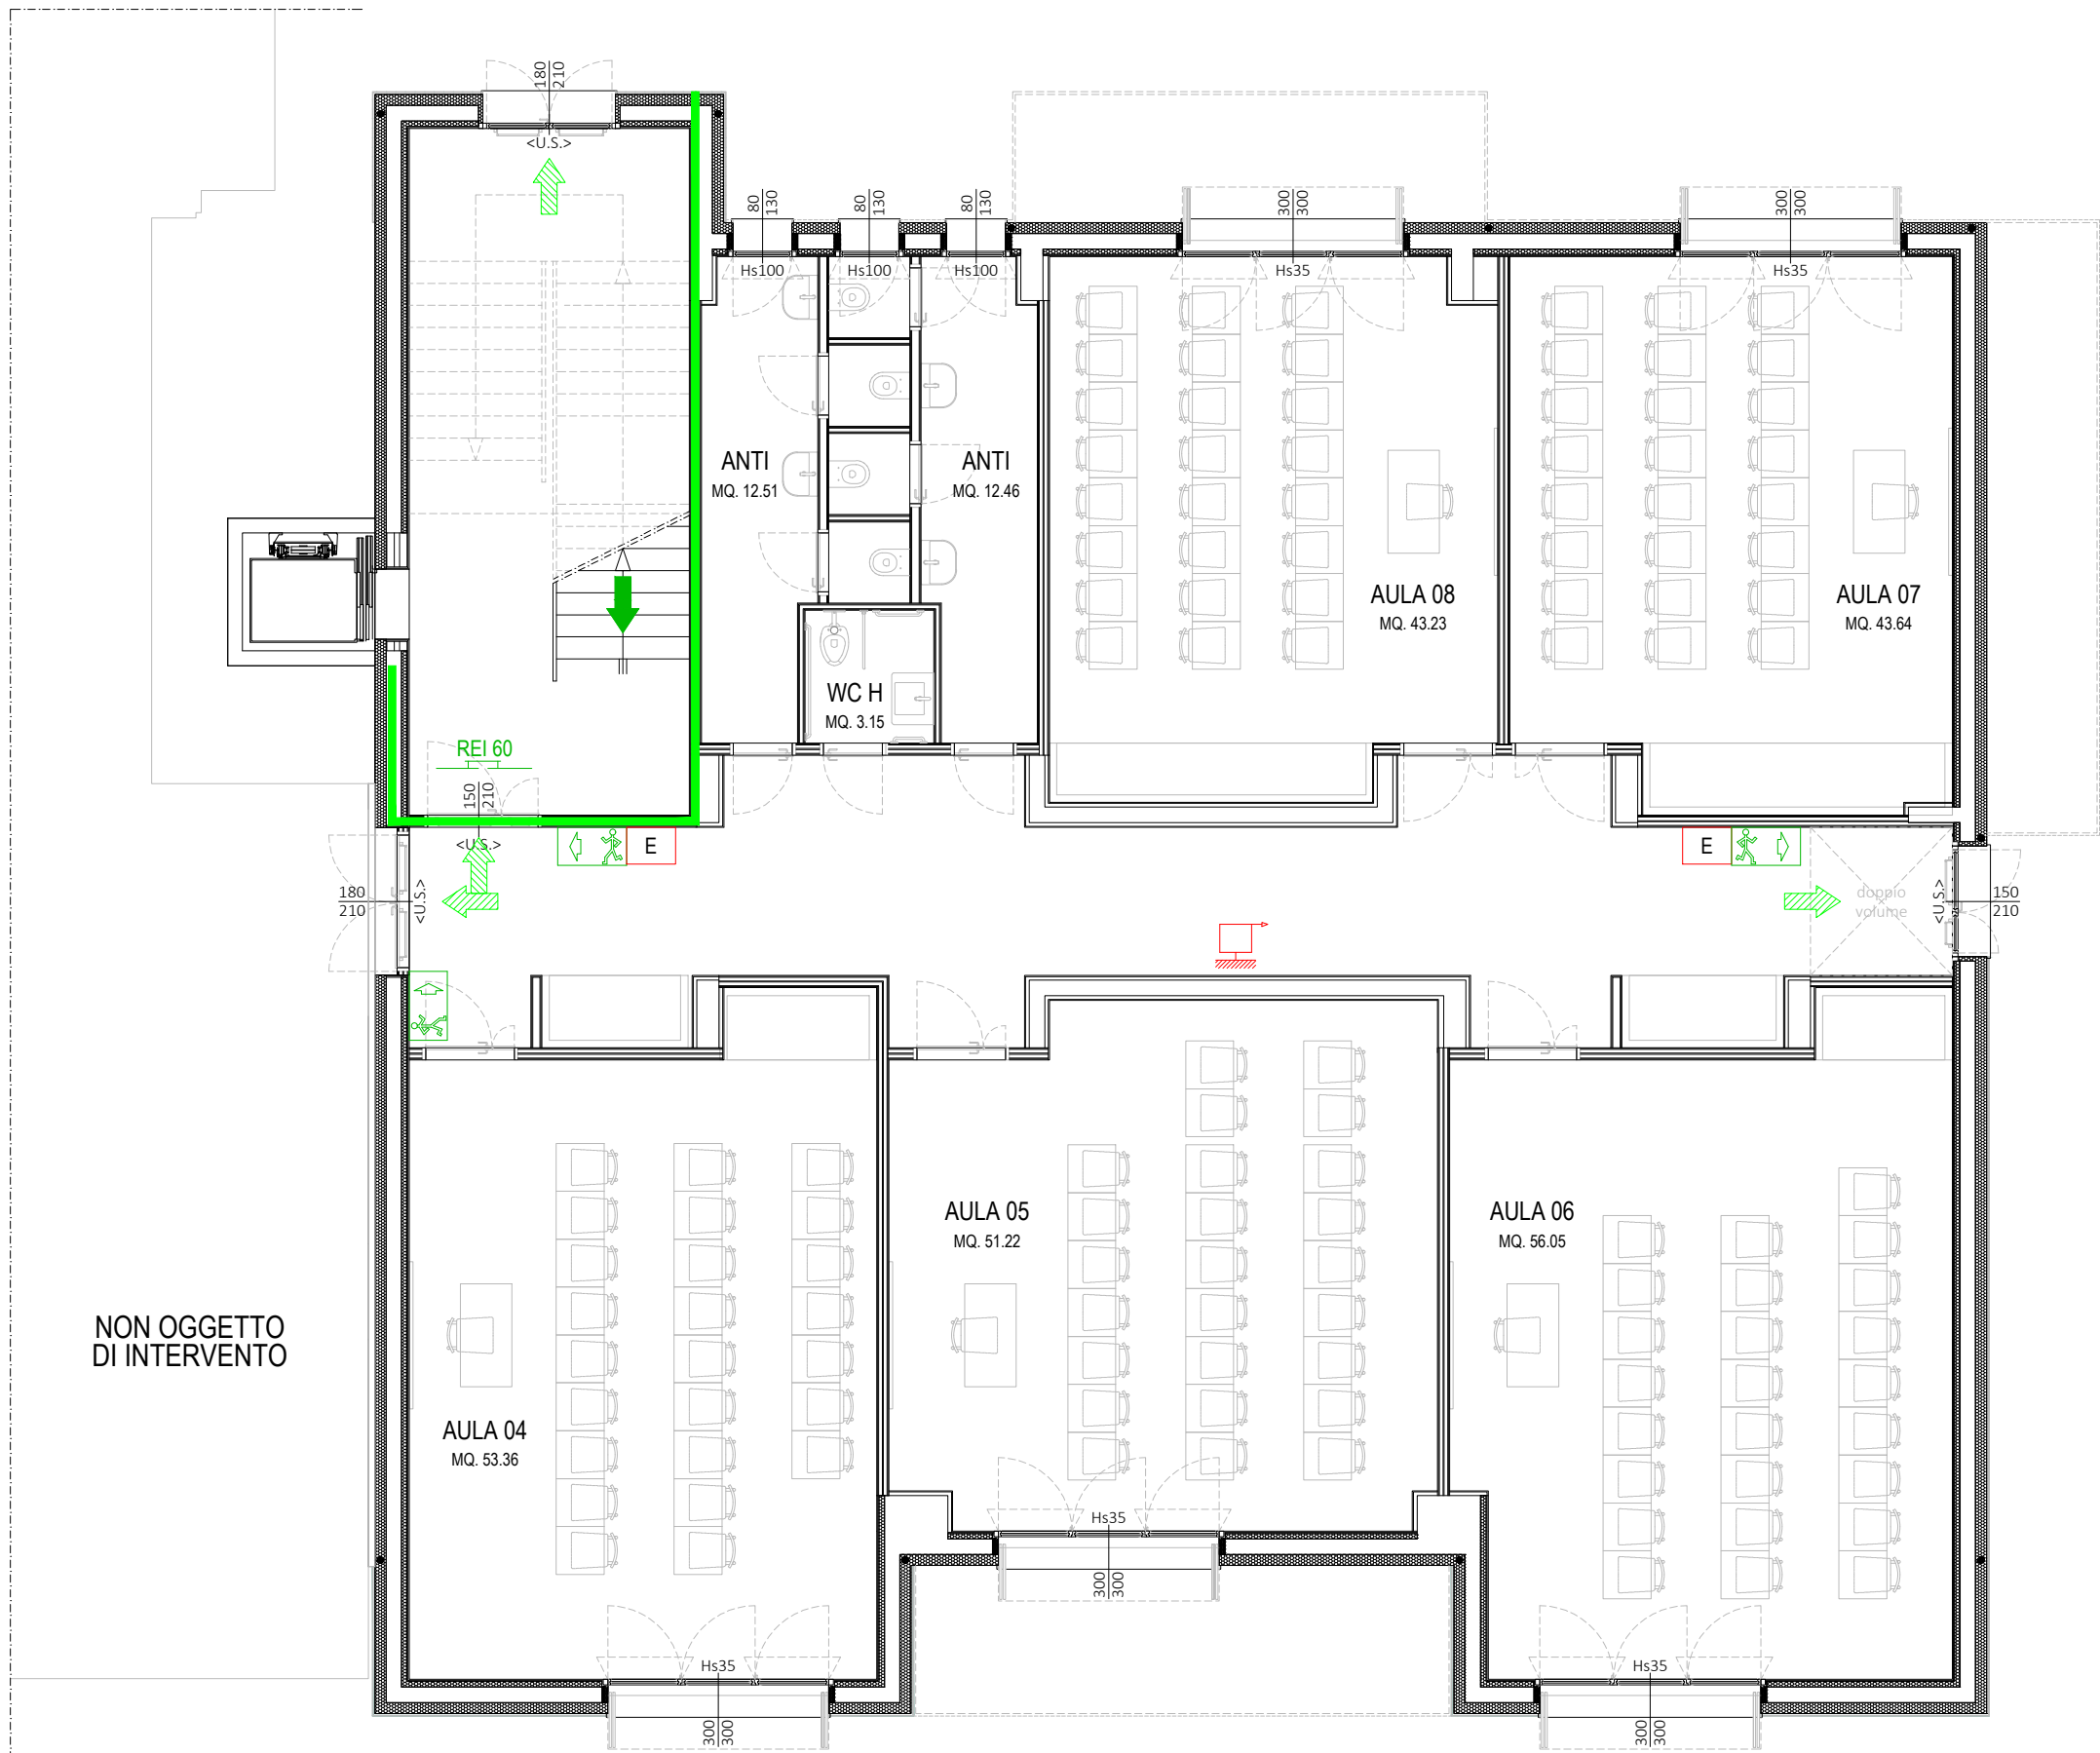 180
210
<U.S.>
80
130
80
130
80
130
300
300
300
300
Hs100
Hs100
Hs100
Hs35
Hs35
ANTI
MQ. 12.51
ANTI
MQ. 12.46
AULA 08
MQ. 43.23
AULA 07
MQ. 43.64
WC H
MQ. 3.15
REI 60
150
210
<U.S.>
E
E
180
210
<U.S.>
doppio
volume
<U.S.>
150
210
AULA 05
MQ. 51.22
AULA 06
MQ. 56.05
NON OGGETTO
DI INTERVENTO
AULA 04
MQ. 53.36
Hs35
300
300
Hs35
300
300
Hs35
300
300